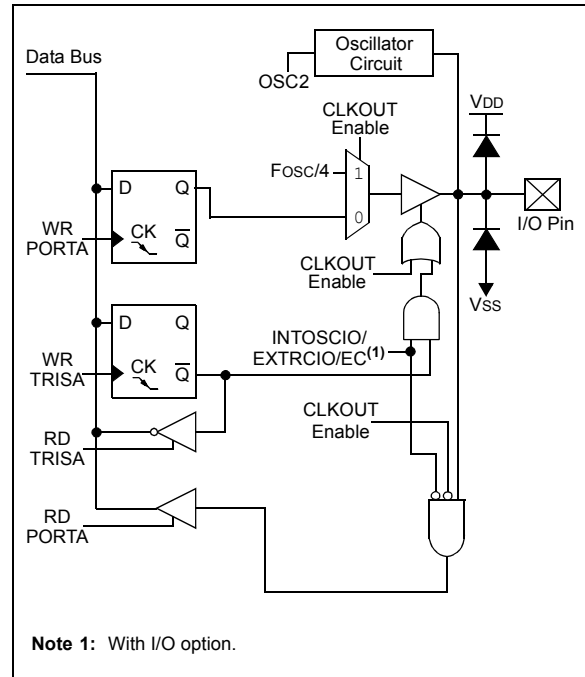 Data Bus
Oscillator
Circuit
OSC2
CLKOUT
Enable
VDD
FOSC/4
1
0
I/O Pin
D
Q
CK
Q
WR
PORTA
CLKOUT
Enable
VSS
D
Q
CK
Q
WR
TRISA
INTOSCIO/
EXTRCIO/EC(1)
CLKOUT
Enable
RD
TRISA
RD
PORTA
Note 1: With I/O option.